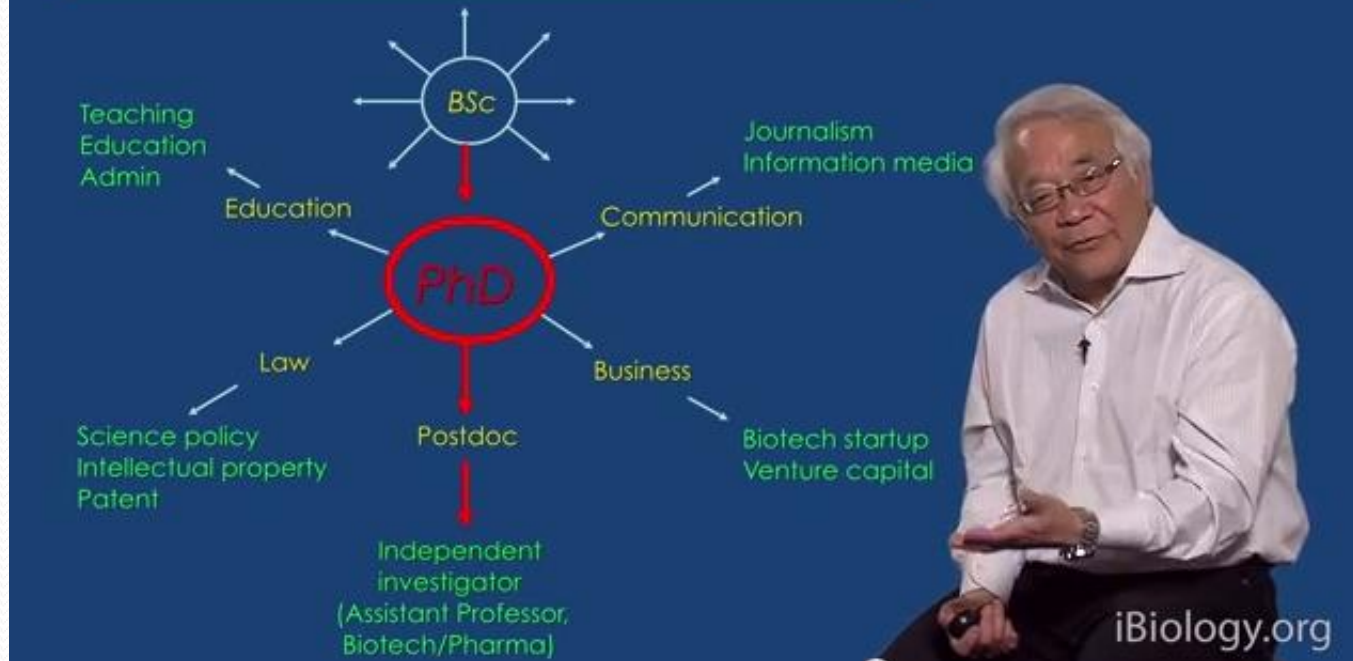 BSc
Teaching
Education
Admin
Education
Journalism
Information media
Communication
PhD
Law
Science policy
Intellectual property
Patent
Postdoc
Business
Biotech startup
Venture capital
Independent
investigator
(Assistant Professor,
Biotech/Pharma)
iBiology.org